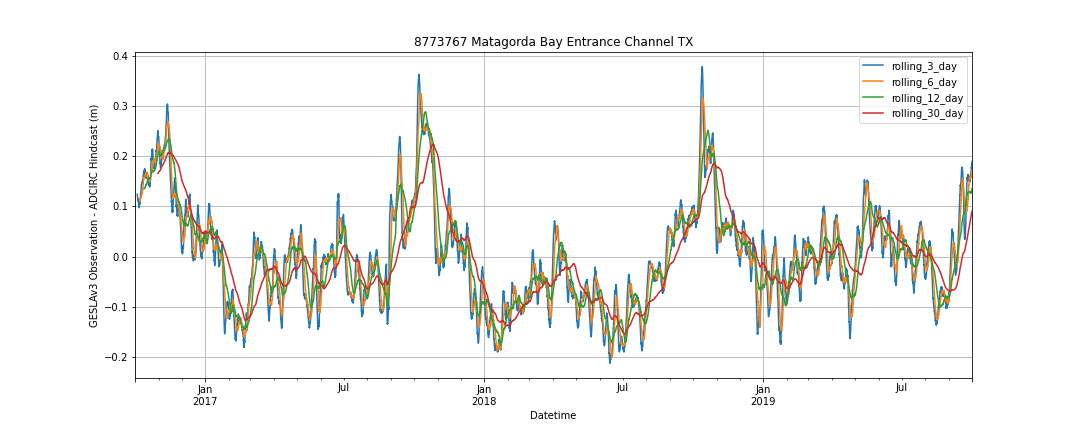 8773767 Matagorda Bay Entrance Channel TX
GESLAv3 Observation - ADCIRC Hindcast (m)
0.4
0.3
0.2
0.1
0.0
−0.1
−0.2
rolling_3_day
rolling_6_day
rolling_12_day
rolling_30_day
Jan Jul Jan Jul Jan Jul
2017 2018 2019
Datetime